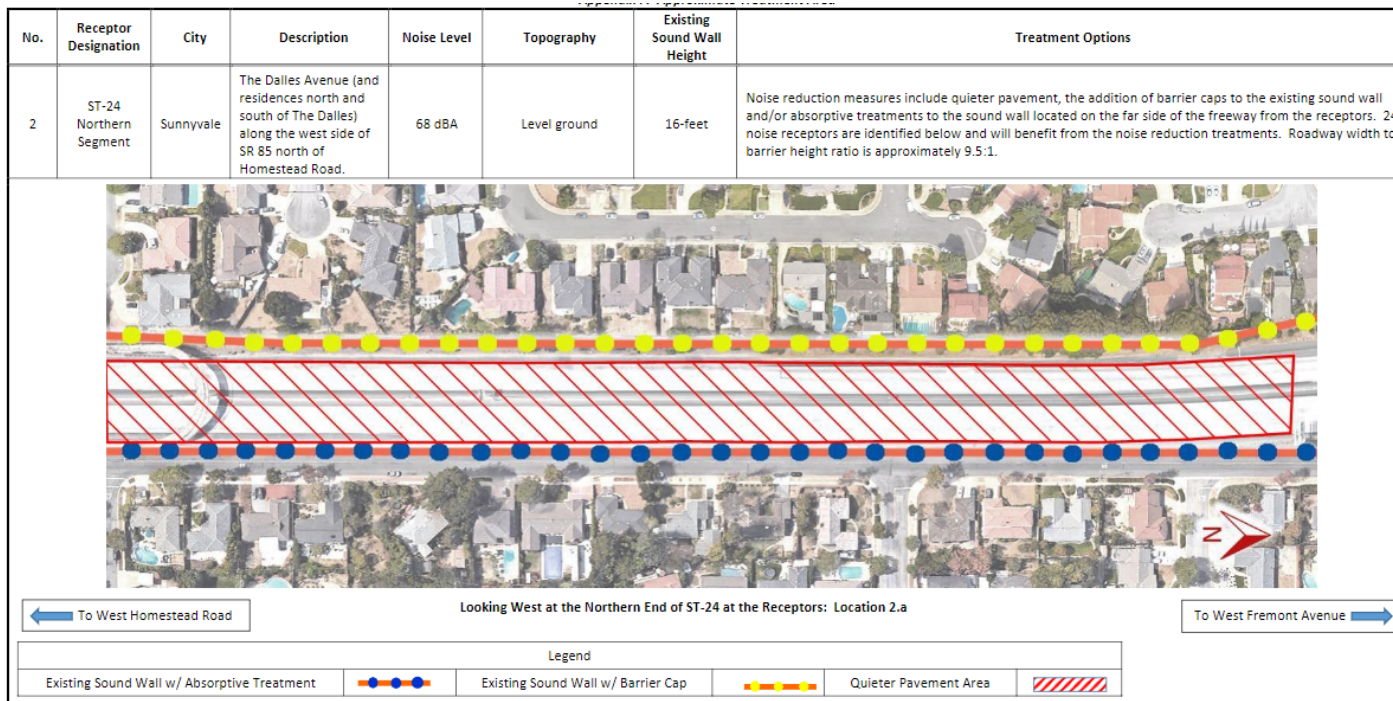 No.
Receptor
Designation
City
Description
Noise Level
Topography
Existing
Sound Wall
Height
Treatment Options
2
ST-24
Northern
Segment
Sunnyvale
The Dalles Avenue (and
residences north and
south of The Dalles)
along the west side of
SR 85 north of
Homestead Road.
68 dBA
Level ground
16-feet
Noise reduction measures include quieter pavement, the addition of barrier caps to the existing sound wall
and/or absorptive treatments to the sound wall located on the far side of the freeway from the receptors. 24
noise receptors are identified below and will benefit from the noise reduction treatments. Roadway width to
barrier height ratio is approximately 9.5:1.
N
To West Homestead Road
Looking West at the Northern End of ST-24 at the Receptors: Location 2.a
To West Fremont Avenue
Legend
Existing Sound Wall w/ Absorptive Treatment
Existing Sound Wall w/ Barrier Cap
Quieter Pavement Area